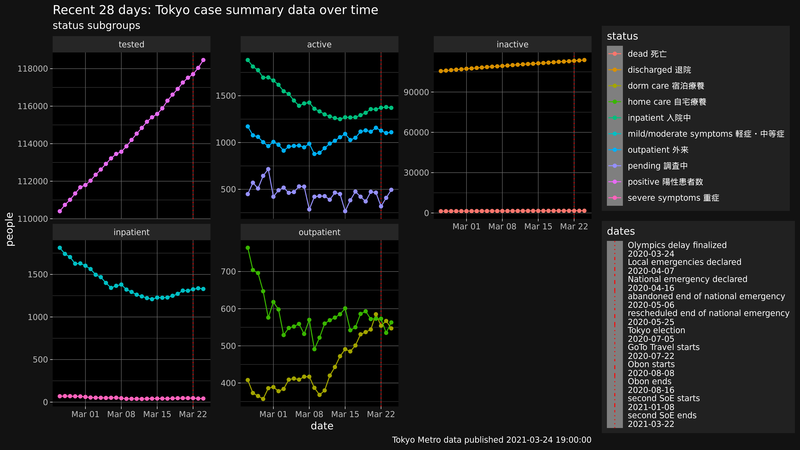 Recent 28 days: Tokyo case summary data over time
status subgroups
tested
active
inactive
118000
116000
114000
112000
110000
1500
1000
500
90000
60000
30000
0
Mar 01
Mar 08
Mar 15
Mar 22
people
inpatient
outpatient
1500
1000
500
0
700
600
500
400
Mar 01
Mar 08
Mar 15
Mar 22
Mar 01
Mar 08
Mar 15
Mar 22
date
status
dead 死亡
discharged 退院
dorm care 宿泊療養
home care 自宅療養
inpatient 入院中
mild/moderate symptoms 軽症・中等症
outpatient 外来
pending 調査中
positive 陽性患者数
severe symptoms 重症
dates
Olympics delay finalized
2020-03-24
Local emergencies declared
2020-04-07
National emergency declared
2020-04-16
abandoned end of national emergency
2020-05-06
rescheduled end of national emergency
2020-05-25
Tokyo election
2020-07-05
GoTo Travel starts
2020-07-22
Obon starts
2020-08-08
Obon ends
2020-08-16
second SoE starts
2021-01-08
second SoE ends
2021-03-22
Tokyo Metro data published 2021-03-24 19:00:00